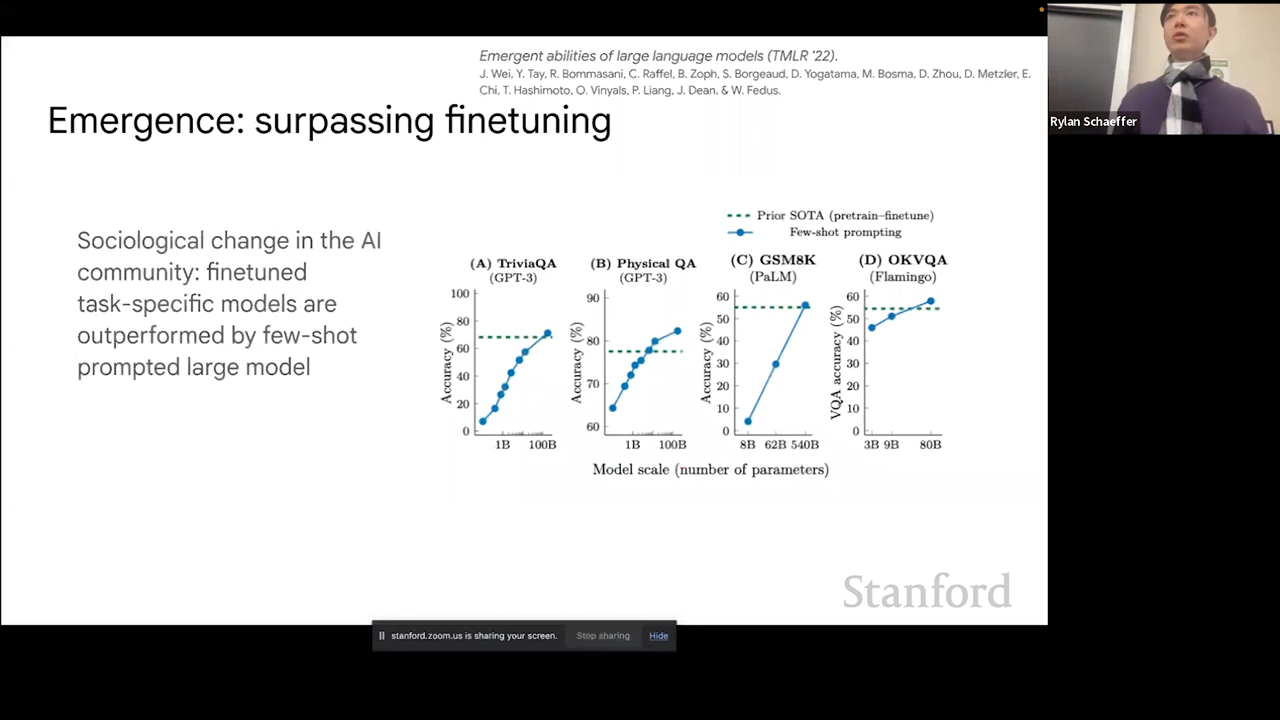 Emergent abilities of large language models (TMLR ‘22).
J. Wei, Y. Tay, R. Bommasani, C. Raffel, B. Zoph, S. Borgeaud, D. Yogatama, M. Bosma, D. Zhou, D. Metzler, E.
Chi, T. Hashimoto, O. Vinyals, P. Liang, J. Dean, & W. Fedus.
Emergence: surpassing finetuning
Rylan Schaeffer
Sociological change in the AI
community: finetuned
task-specific models are
outperformed by few-shot
prompted large model
Prior SOTA (pretrain–finetune)
Few-shot prompting
(A) TriviaQA
(GPT-3)
Accuracy (%)
100
80
60
40
20
0
1B 100B
(B) Physical QA
(GPT-3)
Accuracy (%)
90
80
70
60
1B 100B
(C) GSM8K
(PaLM)
Accuracy (%)
60
50
40
30
20
10
0
8B 62B 540B
(D) OKVQA
(Flamingo)
VQA accuracy (%)
60
50
40
30
20
10
0
3B 9B 80B
Model scale (number of parameters)
Stanford
stanford.zoom.us is sharing your screen. Stop sharing Hide